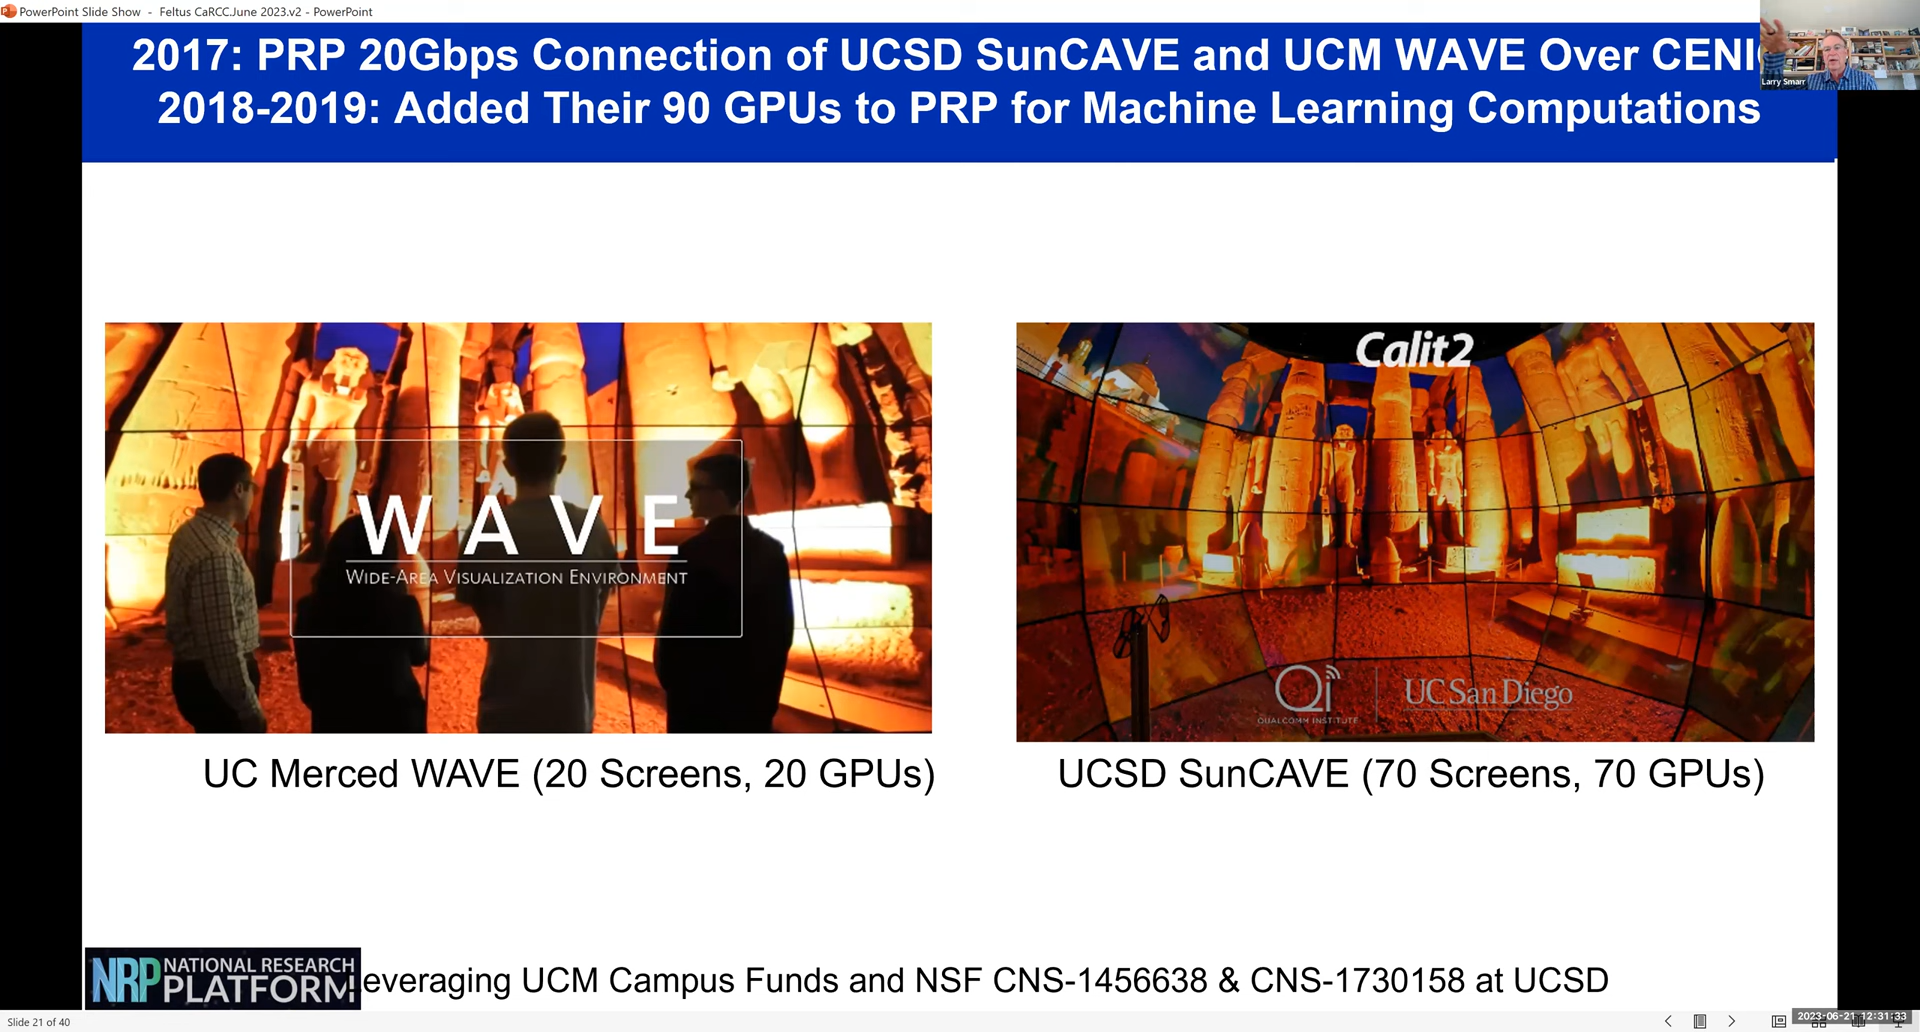 PowerPoint Slide Show - Feltus CaRCC.June 2023.v2 - PowerPoint
2017: PRP 20Gbps Connection of UCSD SunCAVE and UCM WAVE Over CENI
2018-2019: Added Their 90 GPUs to PRP for Machine Learning Computations
Larry Smarr
WAVE
WIDE-AREA VISUALIZATION ENVIRONMENT
Calit2
Qi
QUALCOMM INSTITUTE
UC San Diego
UC Merced WAVE (20 Screens, 20 GPUs)
UCSD SunCAVE (70 Screens, 70 GPUs)
NRP NATIONAL RESEARCH
PLATFORM
Leveraging UCM Campus Funds and NSF CNS-1456638 & CNS-1730158 at UCSD
Slide 21 of 40
2023-06-21 12:31:33